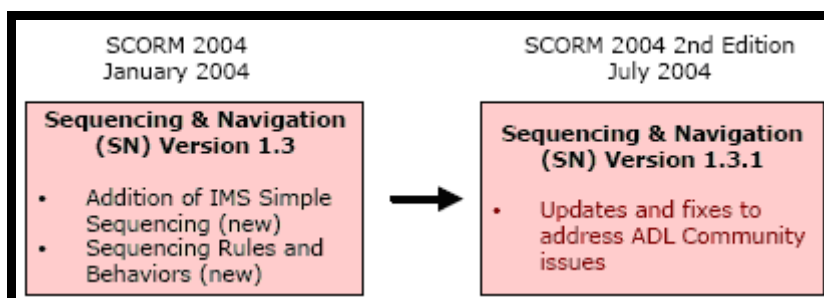 SCORM 2004
January 2004
Sequencing & Navigation
(SN) Version 1.3
• Addition of IMS Simple
Sequencing (new)
• Sequencing Rules and
Behaviors (new)
SCORM 2004 2nd Edition
July 2004
Sequencing & Navigation
(SN) Version 1.3.1
• Updates and fixes to
address ADL Community
issues